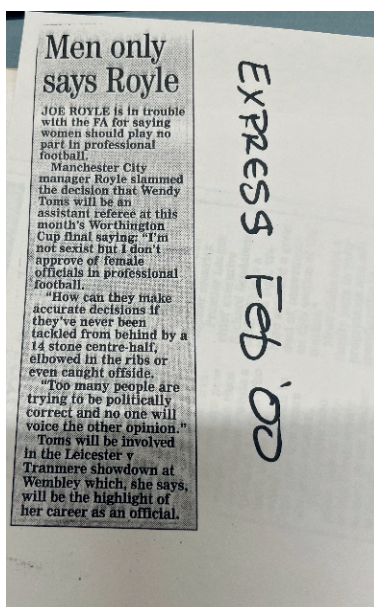 Men only
says Royle
JOE ROYLE is in trouble
with the FA for saying
women should play no
part in professional
football.
Manchester City
manager Royle slammed
the decision that Wendy
Toms will be an
assistant referee at this
month's Worthington
Cup final saying: "I'm
not sexist but I don't
approve of female
officials in professional
football.
"How can they make
accurate decisions if
they've never been
tackled from behind by a
14 stone centre-half,
elbowed in the ribs or
even caught offside.
"Too many people are
trying to be politically
correct and no one will
voice the other opinion."
Toms will be involved
in the Leicester v
Tranmere showdown at
Wembley which, she says,
will be the highlight of
her career as an official.
EXPRESS Feb '00